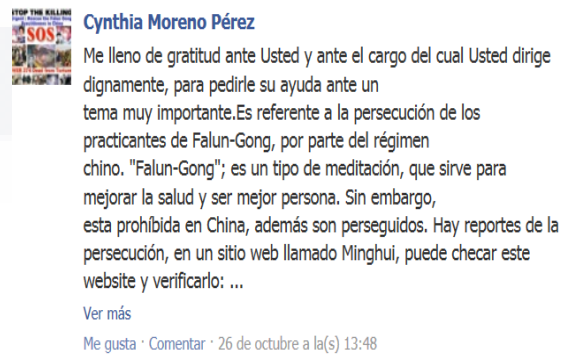 STOP THE KILLING
SOS
Cynthia Moreno Pérez
Me lleno de gratitud ante Usted y ante el cargo del cual Usted dirige
dignamente, para pedirle su ayuda ante un
tema muy importante.Es referente a la persecución de los
practicantes de Falun-Gong, por parte del régimen
chino. "Falun-Gong"; es un tipo de meditación, que sirve para
mejorar la salud y ser mejor persona. Sin embargo,
esta prohíbida en China, además son perseguidos. Hay reportes de la
persecución, en un sitio web llamado Minghui, puede checar este
website y verificarlo: ...
Ver más
Me gusta · Comentar · 26 de octubre a la(s) 13:48